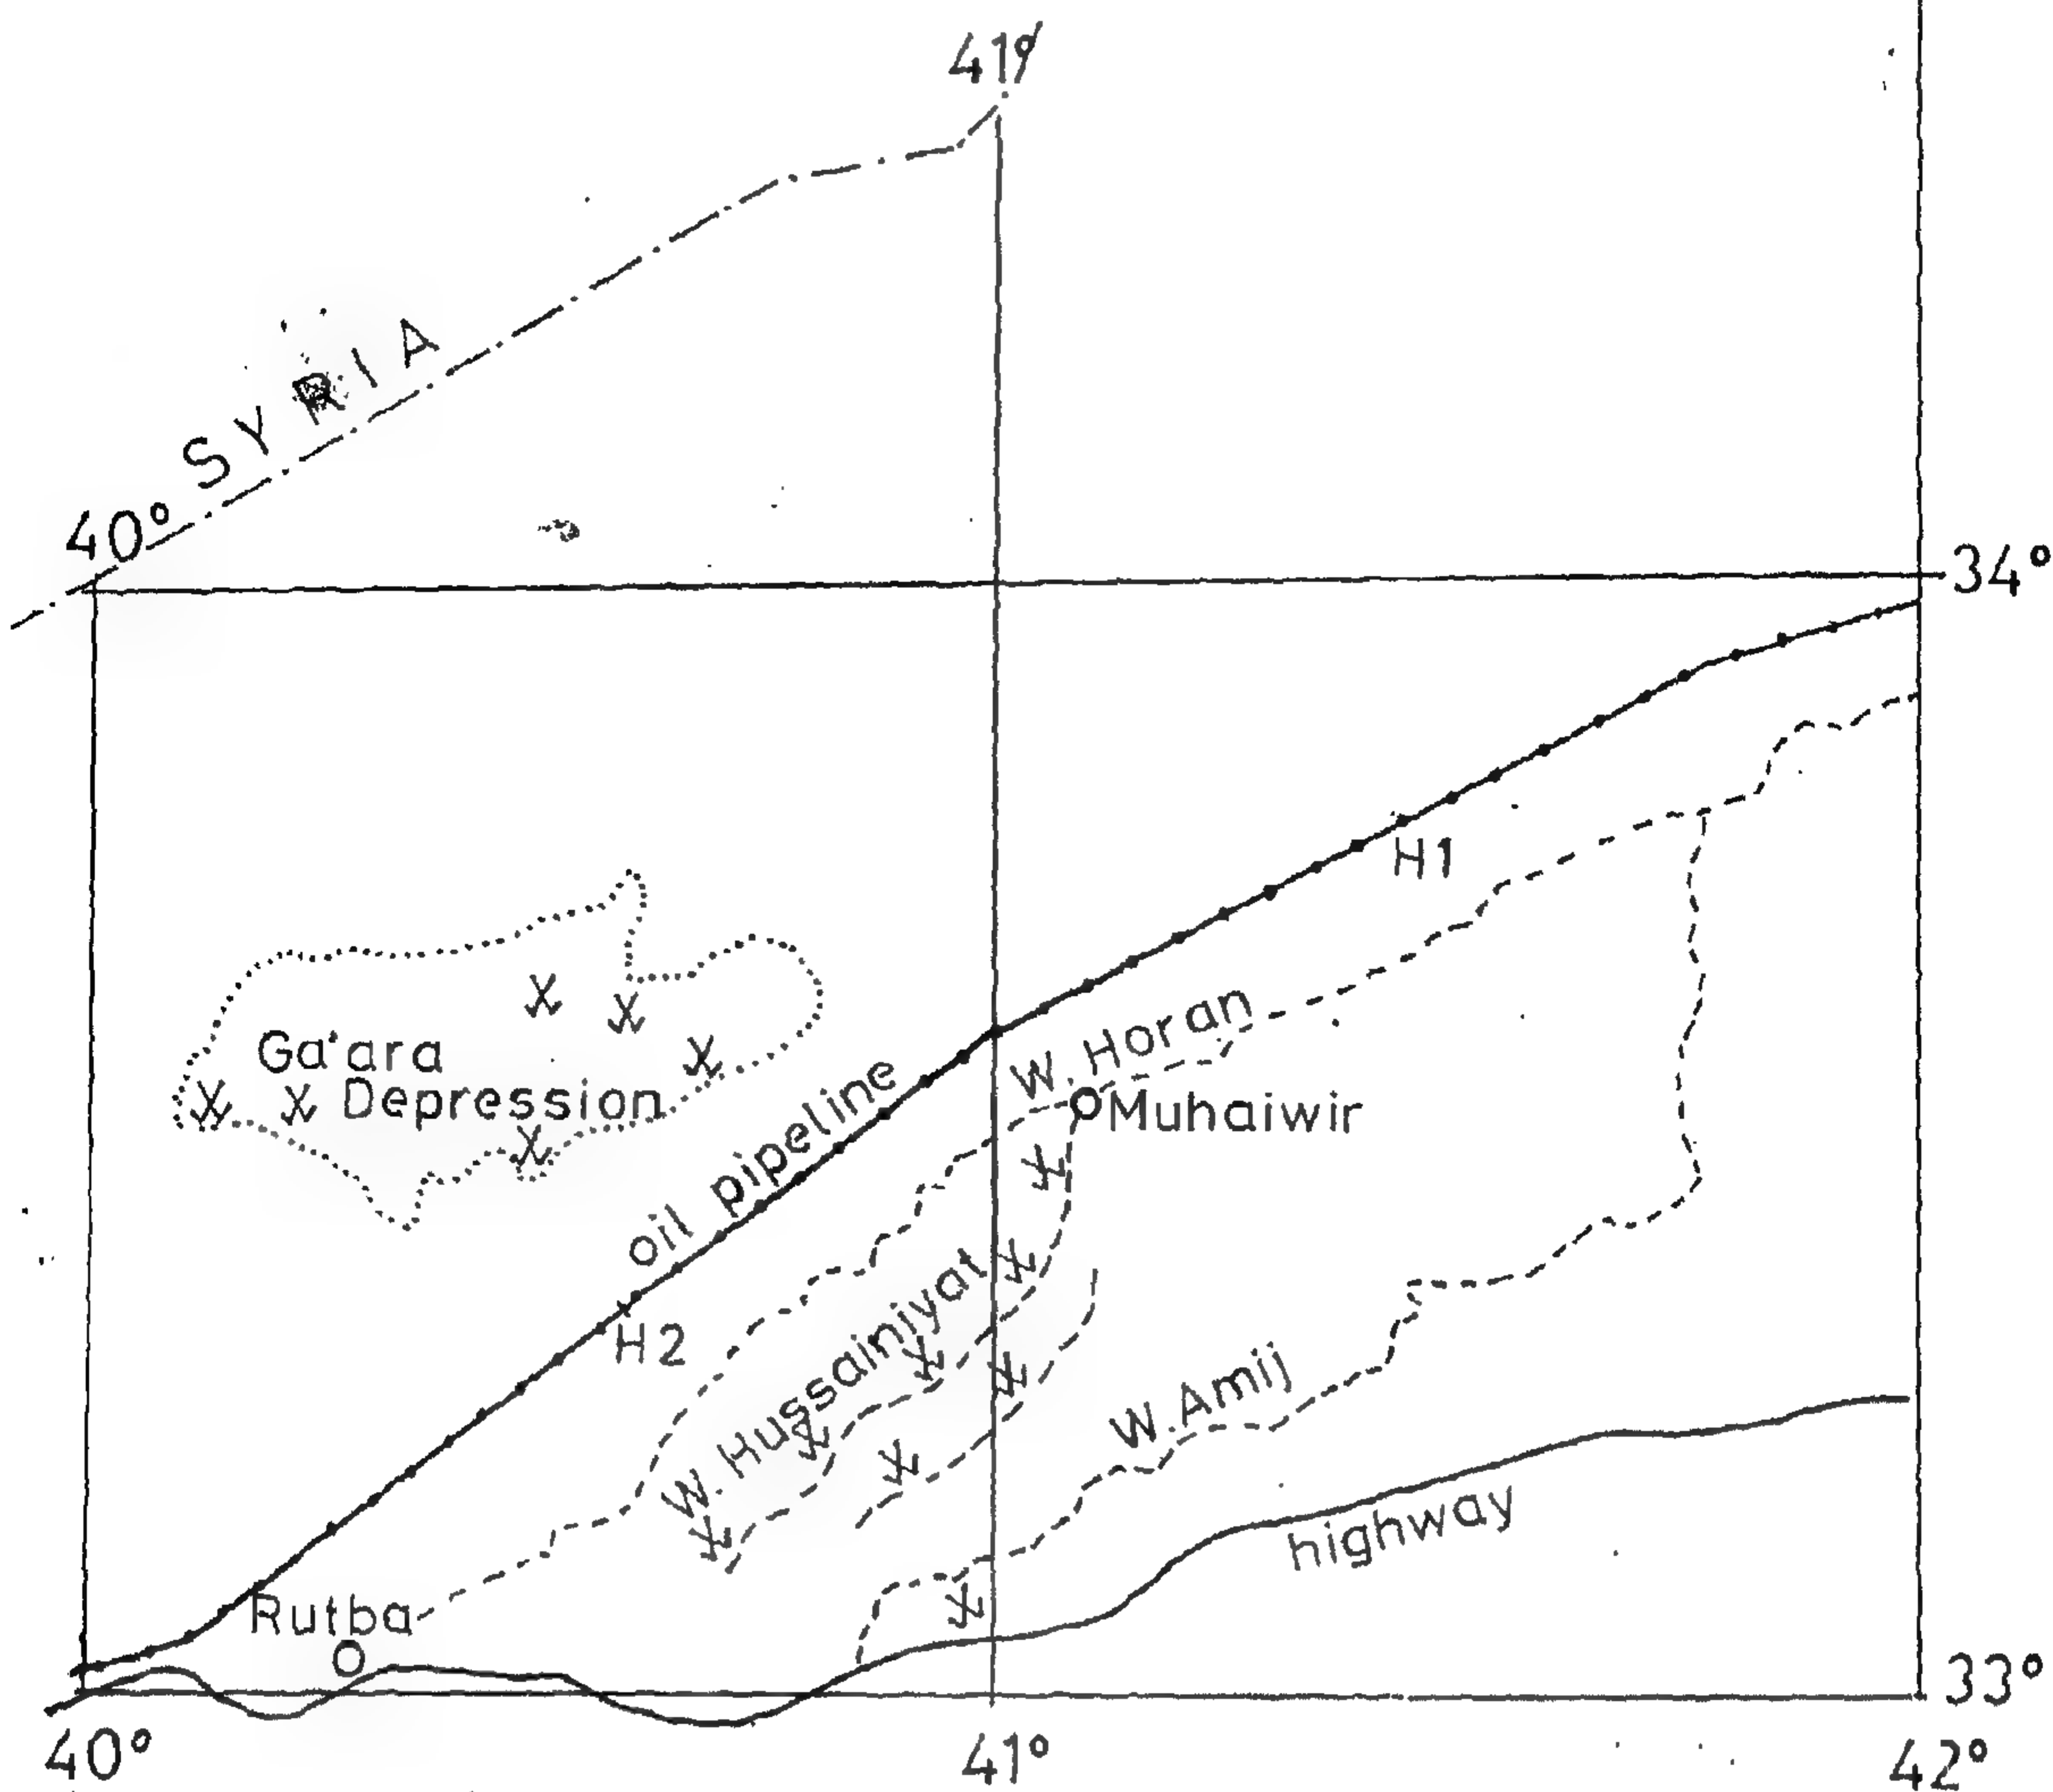 41°
SYRIA
40°
34°
H1
W. Horan
Ga'ara
Depression
Muhaiwir
oil pipeline
H2
W. Hussainiyat
W. Amij
highway
Rutba
33°
40°
41°
42°